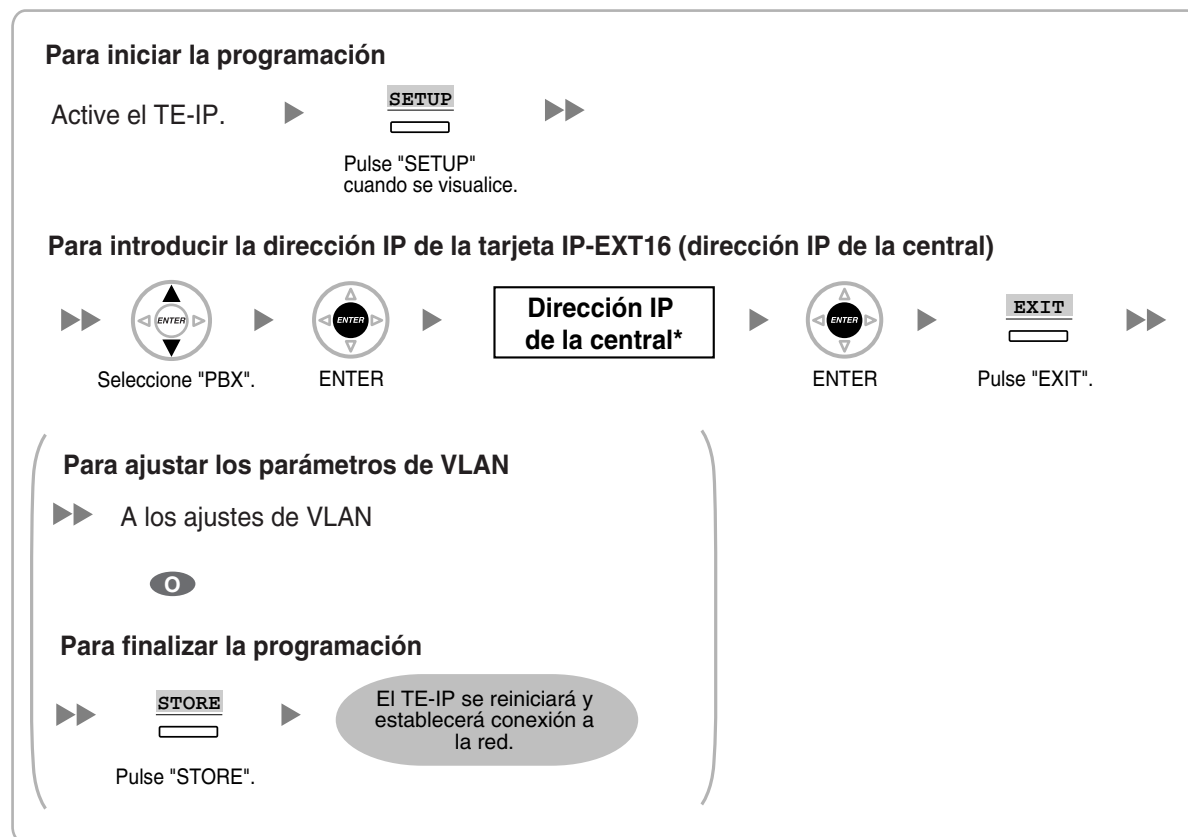 Para iniciar la programación
Active el TE-IP.
SETUP
Pulse "SETUP"
cuando se visualice.
Para introducir la dirección IP de la tarjeta IP-EXT16 (dirección IP de la central)
ENTER
Seleccione "PBX".
ENTER
ENTER
Dirección IP
de la central*
ENTER
ENTER
EXIT
Pulse "EXIT".
Para ajustar los parámetros de VLAN
A los ajustes de VLAN
O
Para finalizar la programación
STORE
Pulse "STORE".
El TE-IP se reiniciará y
establecerá conexión a
la red.